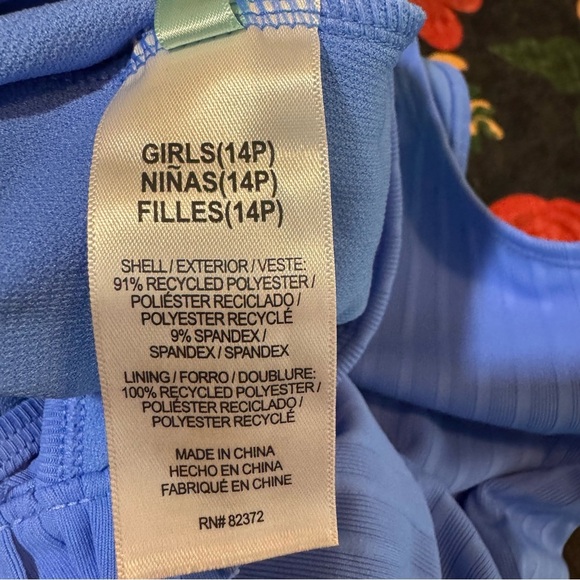 GIRLS(14P)
NIÑAS(14P)
FILLES(14P)
SHELL / EXTERIOR / VESTE:
91% RECYCLED POLYESTER /
POLIÉSTER RECICLADO /
POLYESTER RECYCLÉ
9% SPANDEX /
SPANDEX / SPANDEX
LINING / FORRO / DOUBLURE:
100% RECYCLED POLYESTER /
POLIÉSTER RECICLADO /
POLYESTER RECYCLÉ
MADE IN CHINA
HECHO EN CHINA
FABRIQUÉ EN CHINE
RN# 82372